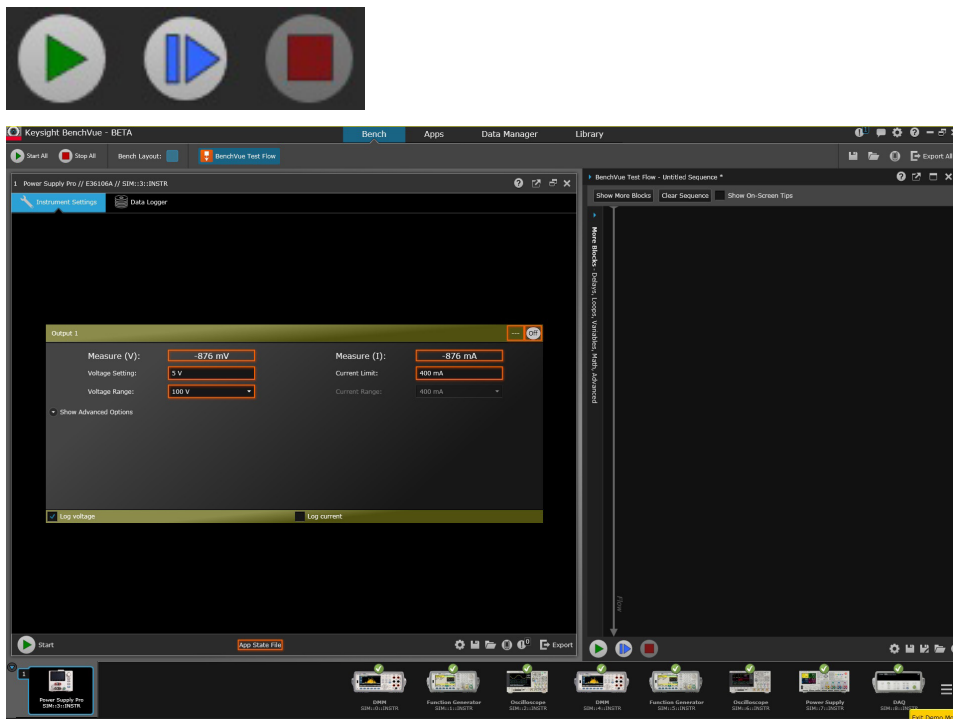 Keysight BenchVue - BETA
Bench Apps Data Manager Library
Start All Stop All Bench Layout: BenchVue Test Flow Export All
1 Power Supply Pro // E36106A // SIM::3::INSTR
Instrument Settings Data Logger
Output 1 --- Off
Measure (V): -876 mV Measure (I): -876 mA
Voltage Setting: 5 V Current Limit: 400 mA
Voltage Range: 100 V Current Range: 400 mA
Show Advanced Options
Log voltage Log current
Start App State File 0 Export
BenchVue Test Flow - Untitled Sequence *
Show More Blocks Clear Sequence Show On-Screen Tips
More Blocks - Delays, Loops, Variables, Math, Advanced
Flow
1
Power Supply Pro
SIM::3::INSTR
DMM
SIM::0::INSTR
Function Generator
SIM::1::INSTR
Oscilloscope
SIM::2::INSTR
DMM
SIM::4::INSTR
Function Generator
SIM::5::INSTR
Oscilloscope
SIM::6::INSTR
Power Supply
SIM::7::INSTR
DAQ
SIM::8::INSTR
Exit Demo Mo